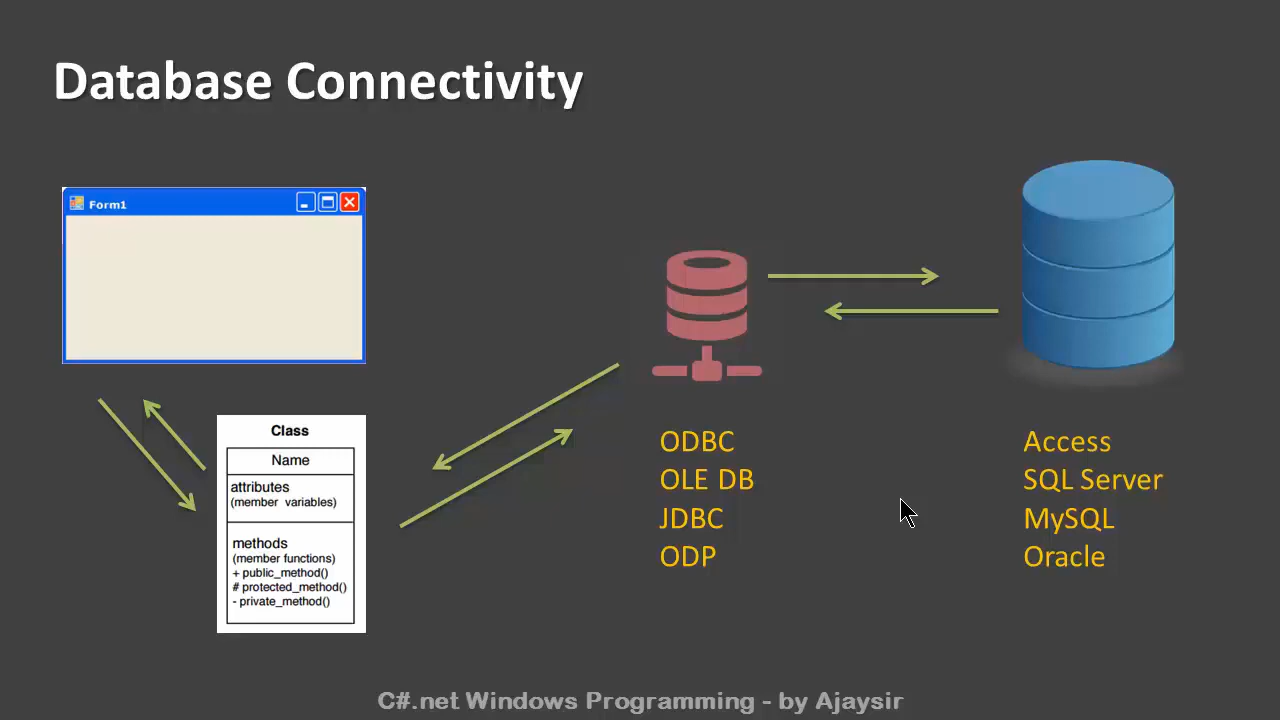 Database Connectivity
Form1
Class
Name
attributes
(member variables)
methods
(member functions)
+ public_method()
# protected_method()
- private_method()
ODBC
OLE DB
JDBC
ODP
Access
SQL Server
MySQL
Oracle
C#.net Windows Programming - by Ajaysir